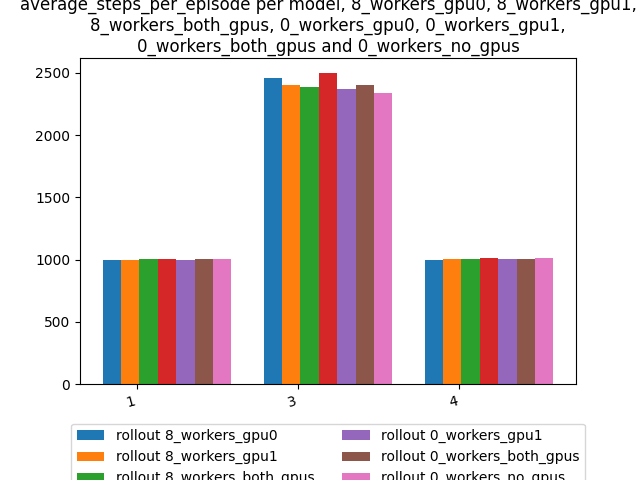 average_steps_per_episode per model, 8_workers_gpu0, 8_workers_gpu1,
8_workers_both_gpus, 0_workers_gpu0, 0_workers_gpu1,
0_workers_both_gpus and 0_workers_no_gpus
2500
2000
1500
1000
500
0
1
3
4
rollout 8_workers_gpu0
rollout 8_workers_gpu1
rollout 8_workers_both_gpus
rollout 0_workers_gpu1
rollout 0_workers_both_gpus
rollout 0_workers_no_gpus